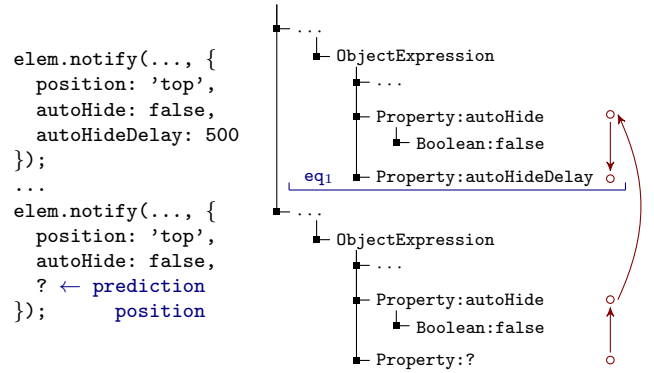 elem.notify(..., {
  position: ’top’,
  autoHide: false,
  autoHideDelay: 500
});
...
elem.notify(..., {
  position: ’top’,
  autoHide: false,
  ? ← prediction
});      position
...
ObjectExpression
...
Property:autoHide
Boolean:false
Property:autoHideDelay
eq1
...
ObjectExpression
...
Property:autoHide
Boolean:false
Property:?